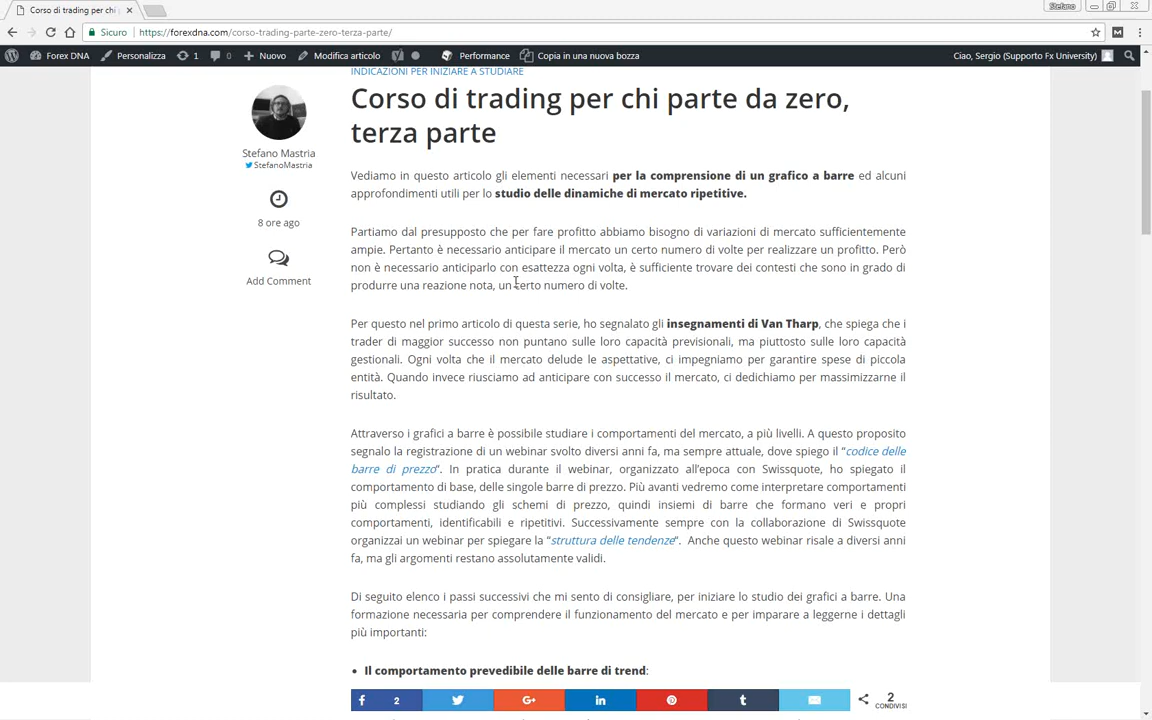 Corso di trading per chi
Stefano
Sicuro
https://forexdna.com/corso-trading-parte-zero-terza-parte/
Forex DNA
Personalizza
1
0
Nuovo
Modifica articolo
Performance
Copia in una nuova bozza
Ciao, Sergio (Supporto Fx University)
INDICAZIONI PER INIZIARE A STUDIARE
Corso di trading per chi parte da zero,
terza parte
Stefano Mastria
StefanoMastria
8 ore ago
Add Comment
Vediamo in questo articolo gli elementi necessari per la comprensione di un grafico a barre ed alcuni
approfondimenti utili per lo studio delle dinamiche di mercato ripetitive.
Partiamo dal presupposto che per fare profitto abbiamo bisogno di variazioni di mercato sufficientemente
ampie. Pertanto è necessario anticipare il mercato un certo numero di volte per realizzare un profitto. Però
non è necessario anticiparlo con esattezza ogni volta, è sufficiente trovare dei contesti che sono in grado di
produrre una reazione nota, un certo numero di volte.
Per questo nel primo articolo di questa serie, ho segnalato gli insegnamenti di Van Tharp, che spiega che i
trader di maggior successo non puntano sulle loro capacità previsionali, ma piuttosto sulle loro capacità
gestionali. Ogni volta che il mercato delude le aspettative, ci impegniamo per garantire spese di piccola
entità. Quando invece riusciamo ad anticipare con successo il mercato, ci dedichiamo per massimizzarne il
risultato.
Attraverso i grafici a barre è possibile studiare i comportamenti del mercato, a più livelli. A questo proposito
segnalo la registrazione di un webinar svolto diversi anni fa, ma sempre attuale, dove spiego il “codice delle
barre di prezzo“. In pratica durante il webinar, organizzato all’epoca con Swissquote, ho spiegato il
comportamento di base, delle singole barre di prezzo. Più avanti vedremo come interpretare comportamenti
più complessi studiando gli schemi di prezzo, quindi insiemi di barre che formano veri e propri
comportamenti, identificabili e ripetitivi. Successivamente sempre con la collaborazione di Swissquote
organizzai un webinar per spiegare la “struttura delle tendenze“. Anche questo webinar risale a diversi anni
fa, ma gli argomenti restano assolutamente validi.
Di seguito elenco i passi successivi che mi sento di consigliare, per iniziare lo studio dei grafici a barre. Una
formazione necessaria per comprendere il funzionamento del mercato e per imparare a leggerne i dettagli
più importanti:
• Il comportamento prevedibile delle barre di trend:
2
2
CONDIVISI